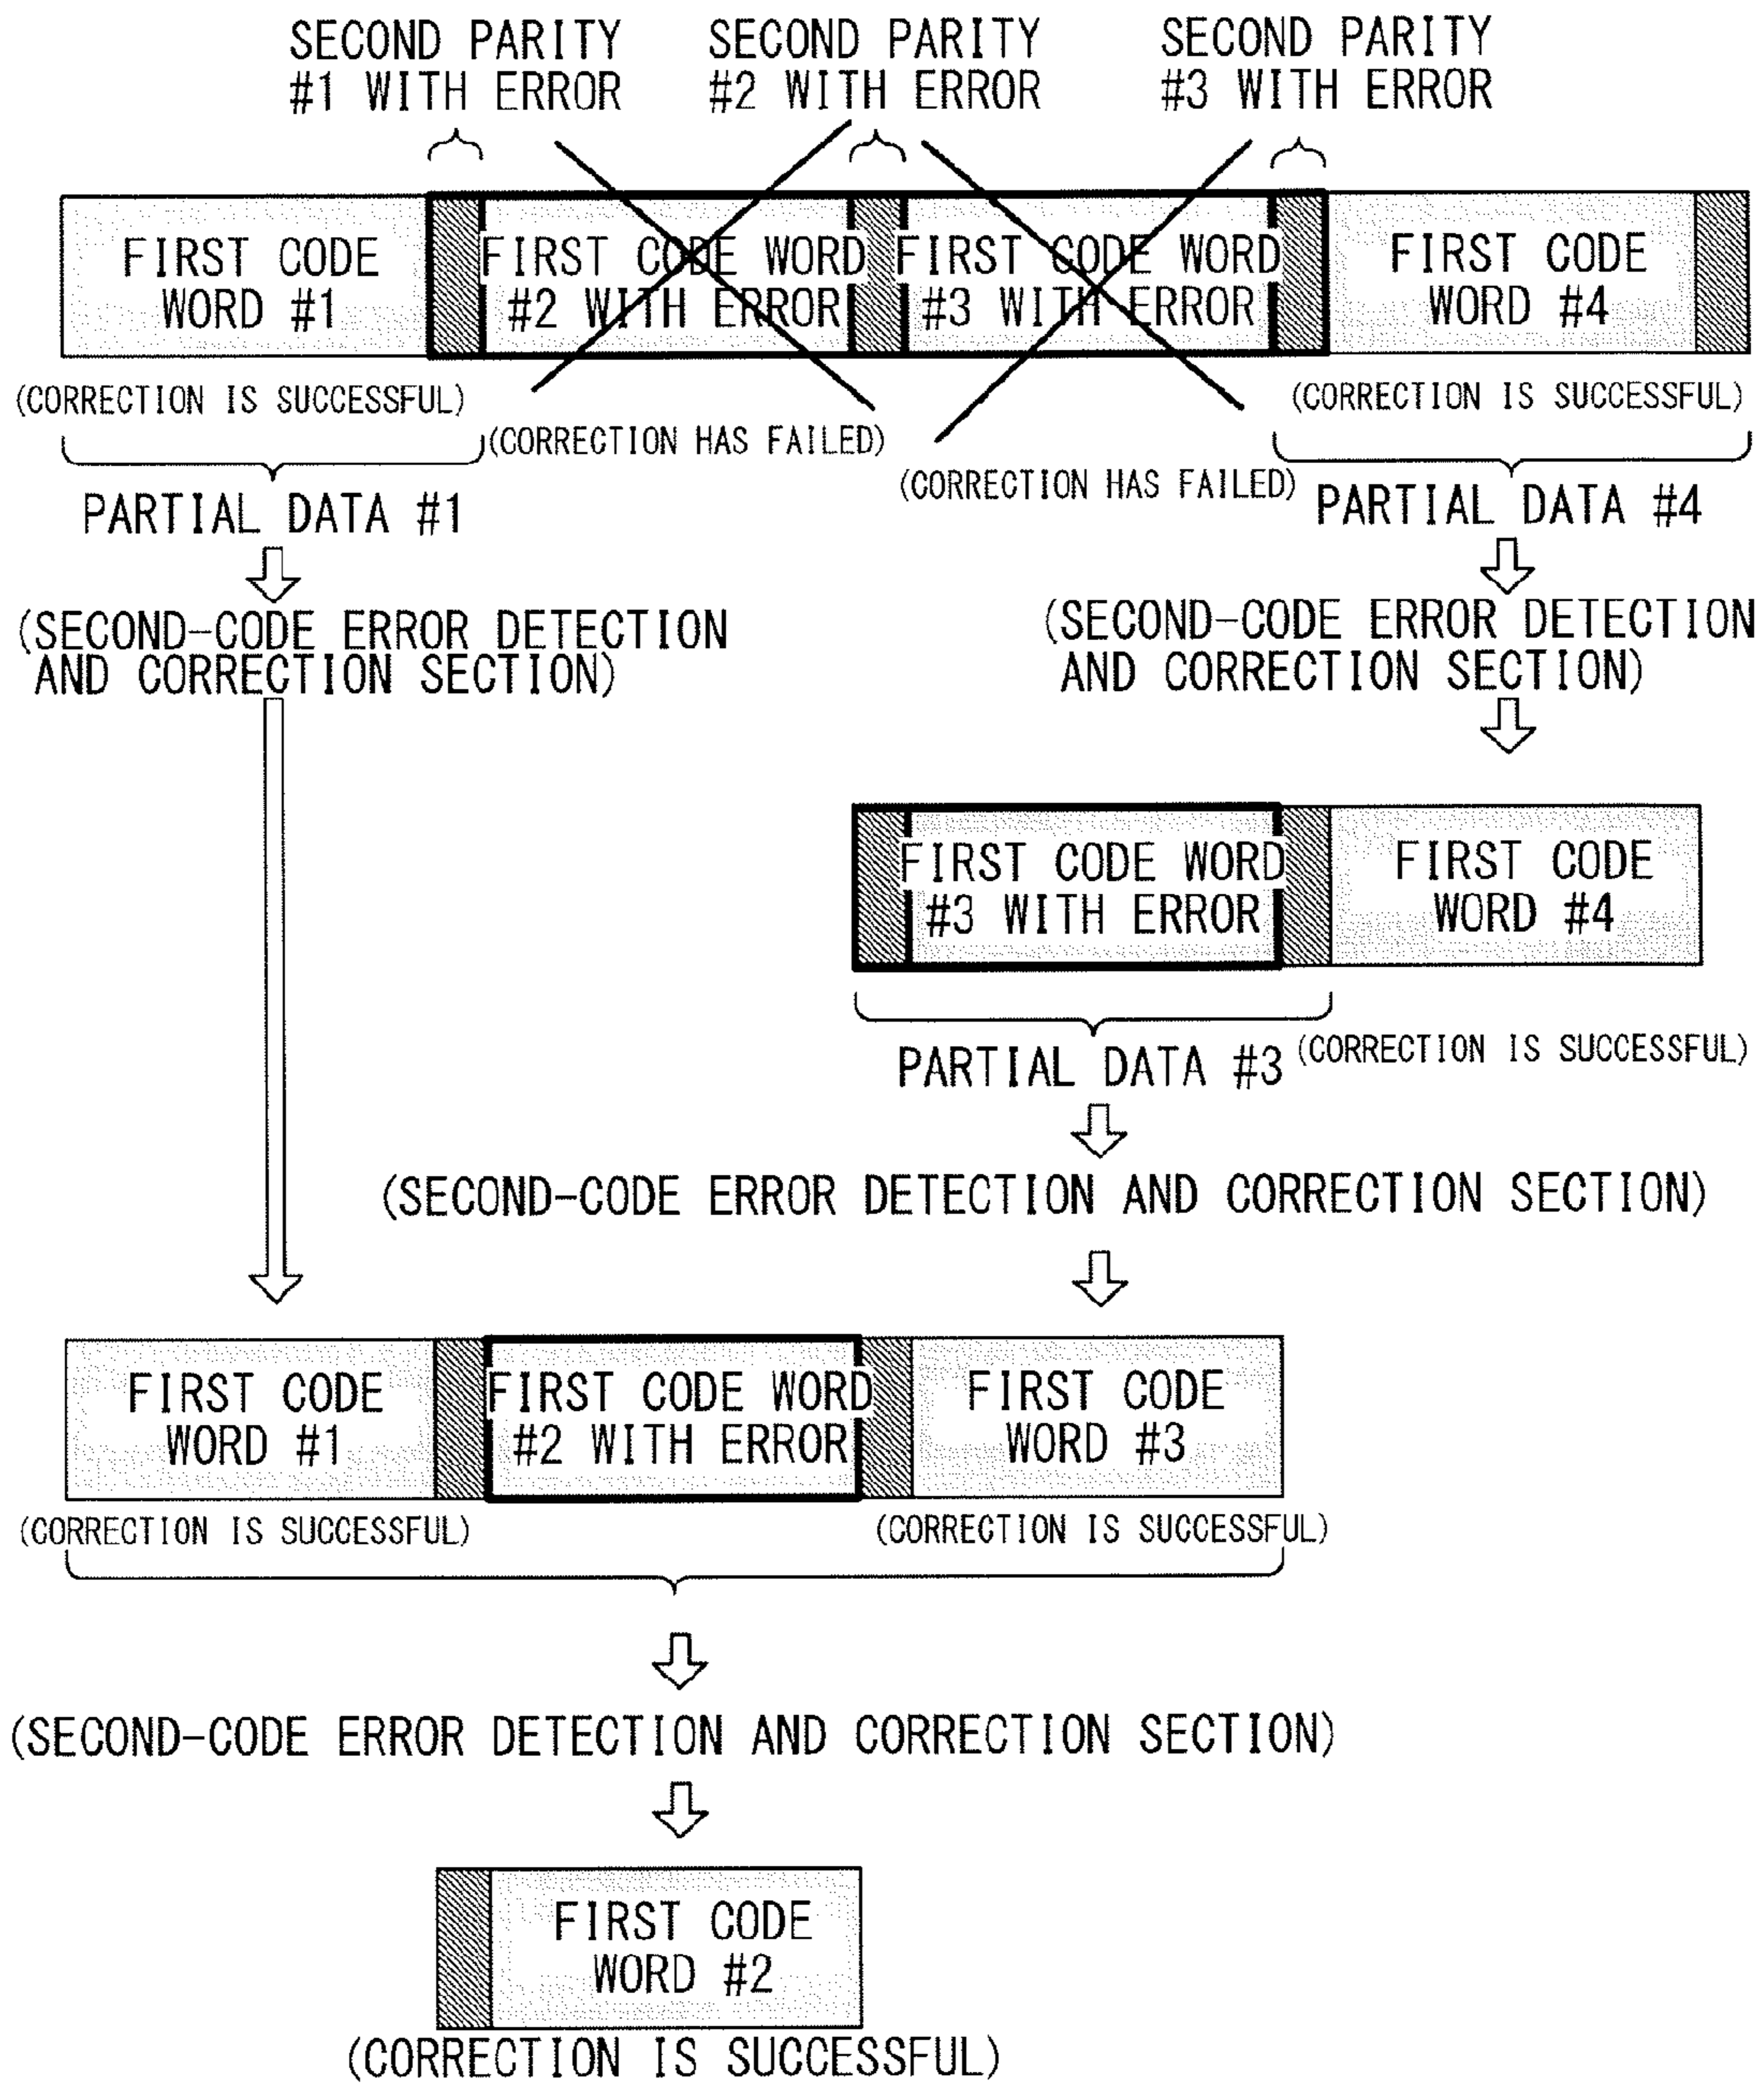 SECOND PARITY
#1 WITH ERROR
SECOND PARITY
#2 WITH ERROR
SECOND PARITY
#3 WITH ERROR
FIRST CODE
WORD #1
FIRST CODE WORD
#2 WITH ERROR
FIRST CODE WORD
#3 WITH ERROR
FIRST CODE
WORD #4
(CORRECTION IS SUCCESSFUL)
(CORRECTION HAS FAILED)
(CORRECTION HAS FAILED)
(CORRECTION IS SUCCESSFUL)
PARTIAL DATA #1
PARTIAL DATA #4
(SECOND-CODE ERROR DETECTION
AND CORRECTION SECTION)
(SECOND-CODE ERROR DETECTION
AND CORRECTION SECTION)
FIRST CODE WORD
#3 WITH ERROR
FIRST CODE
WORD #4
PARTIAL DATA #3
(CORRECTION IS SUCCESSFUL)
(SECOND-CODE ERROR DETECTION AND CORRECTION SECTION)
FIRST CODE
WORD #1
FIRST CODE WORD
#2 WITH ERROR
FIRST CODE
WORD #3
(CORRECTION IS SUCCESSFUL)
(CORRECTION IS SUCCESSFUL)
(SECOND-CODE ERROR DETECTION AND CORRECTION SECTION)
FIRST CODE
WORD #2
(CORRECTION IS SUCCESSFUL)